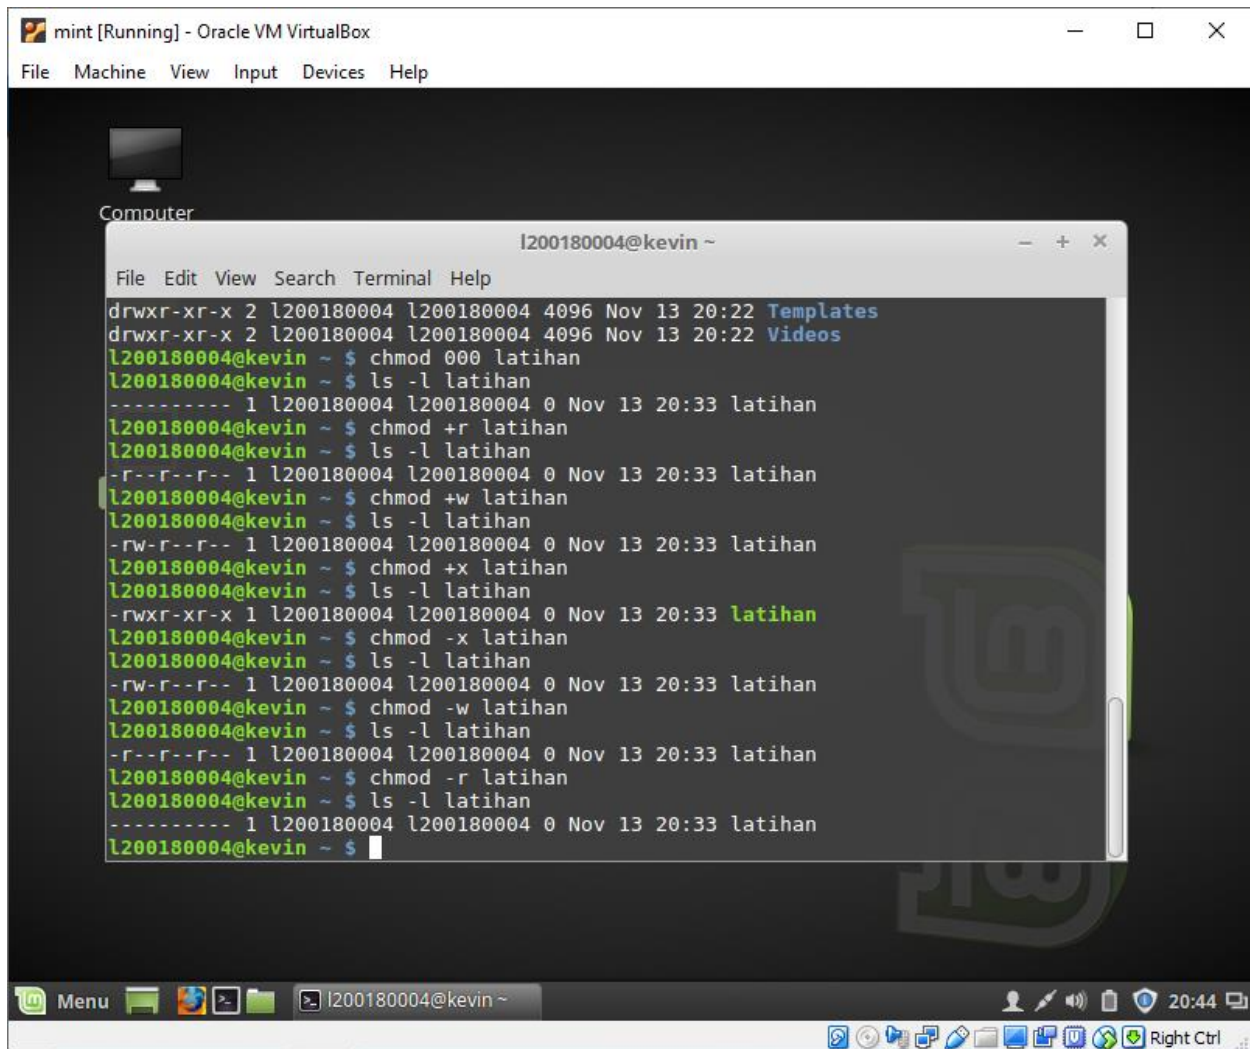 mint [Running] - Oracle VM VirtualBox
File Machine View Input Devices Help
Computer
l200180004@kevin ~
File Edit View Search Terminal Help
drwxr-xr-x 2 l200180004 l200180004 4096 Nov 13 20:22 Templates
drwxr-xr-x 2 l200180004 l200180004 4096 Nov 13 20:22 Videos
l200180004@kevin ~ $ chmod 000 latihan
l200180004@kevin ~ $ ls -l latihan
---------- 1 l200180004 l200180004 0 Nov 13 20:33 latihan
l200180004@kevin ~ $ chmod +r latihan
l200180004@kevin ~ $ ls -l latihan
-r--r--r-- 1 l200180004 l200180004 0 Nov 13 20:33 latihan
l200180004@kevin ~ $ chmod +w latihan
l200180004@kevin ~ $ ls -l latihan
-rw-r--r-- 1 l200180004 l200180004 0 Nov 13 20:33 latihan
l200180004@kevin ~ $ chmod +x latihan
l200180004@kevin ~ $ ls -l latihan
-rwxr-xr-x 1 l200180004 l200180004 0 Nov 13 20:33 latihan
l200180004@kevin ~ $ chmod -x latihan
l200180004@kevin ~ $ ls -l latihan
-rw-r--r-- 1 l200180004 l200180004 0 Nov 13 20:33 latihan
l200180004@kevin ~ $ chmod -w latihan
l200180004@kevin ~ $ ls -l latihan
-r--r--r-- 1 l200180004 l200180004 0 Nov 13 20:33 latihan
l200180004@kevin ~ $ chmod -r latihan
l200180004@kevin ~ $ ls -l latihan
---------- 1 l200180004 l200180004 0 Nov 13 20:33 latihan
l200180004@kevin ~ $
Menu l200180004@kevin ~ 20:44
Right Ctrl